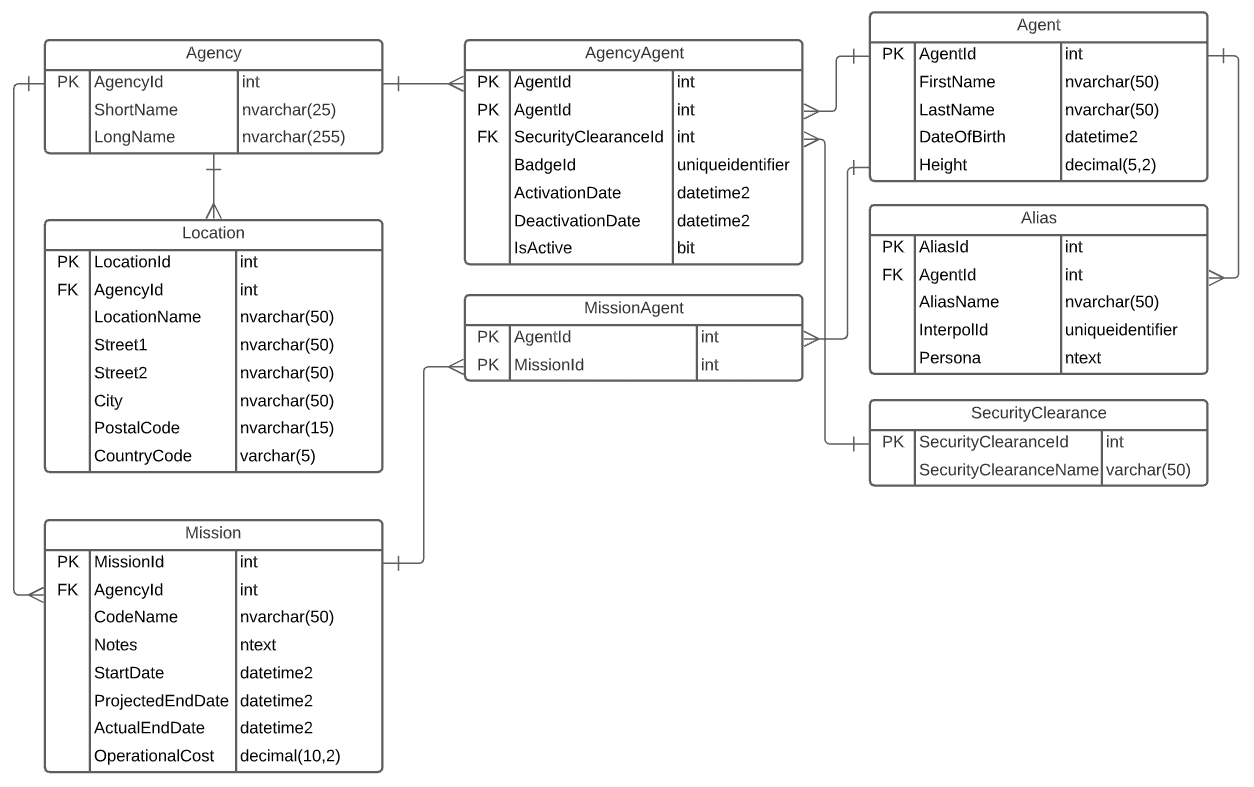 Agency
PK AgencyId int
ShortName nvarchar(25)
LongName nvarchar(255)
Location
PK LocationId int
FK AgencyId int
LocationName nvarchar(50)
Street1 nvarchar(50)
Street2 nvarchar(50)
City nvarchar(50)
PostalCode nvarchar(15)
CountryCode varchar(5)
Mission
PK MissionId int
FK AgencyId int
CodeName nvarchar(50)
Notes ntext
StartDate datetime2
ProjectedEndDate datetime2
ActualEndDate datetime2
OperationalCost decimal(10,2)
AgencyAgent
PK AgentId int
PK AgentId int
FK SecurityClearanceId int
BadgeId uniqueidentifier
ActivationDate datetime2
DeactivationDate datetime2
IsActive bit
MissionAgent
PK AgentId int
PK MissionId int
Agent
PK AgentId int
FirstName nvarchar(50)
LastName nvarchar(50)
DateOfBirth datetime2
Height decimal(5,2)
Alias
PK AliasId int
FK AgentId int
AliasName nvarchar(50)
InterpolId uniqueidentifier
Persona ntext
SecurityClearance
PK SecurityClearanceId int
SecurityClearanceName varchar(50)